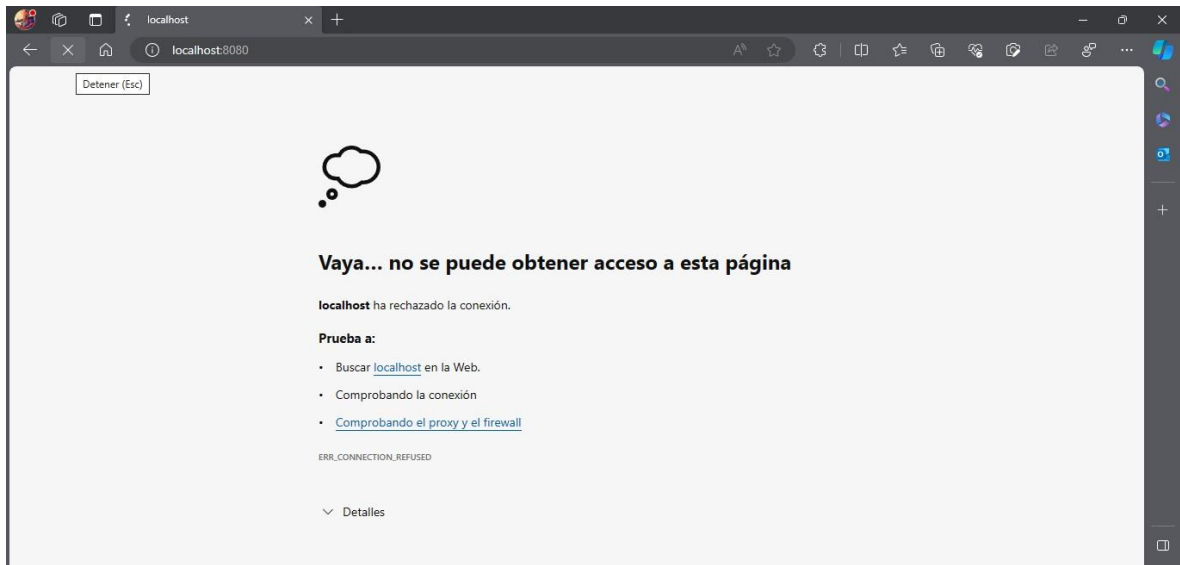 localhost
localhost:8080
Detener (Esc)
Vaya... no se puede obtener acceso a esta página
localhost ha rechazado la conexión.
Prueba a:
• Buscar localhost en la Web.
• Comprobando la conexión
• Comprobando el proxy y el firewall
ERR_CONNECTION_REFUSED
Detalles